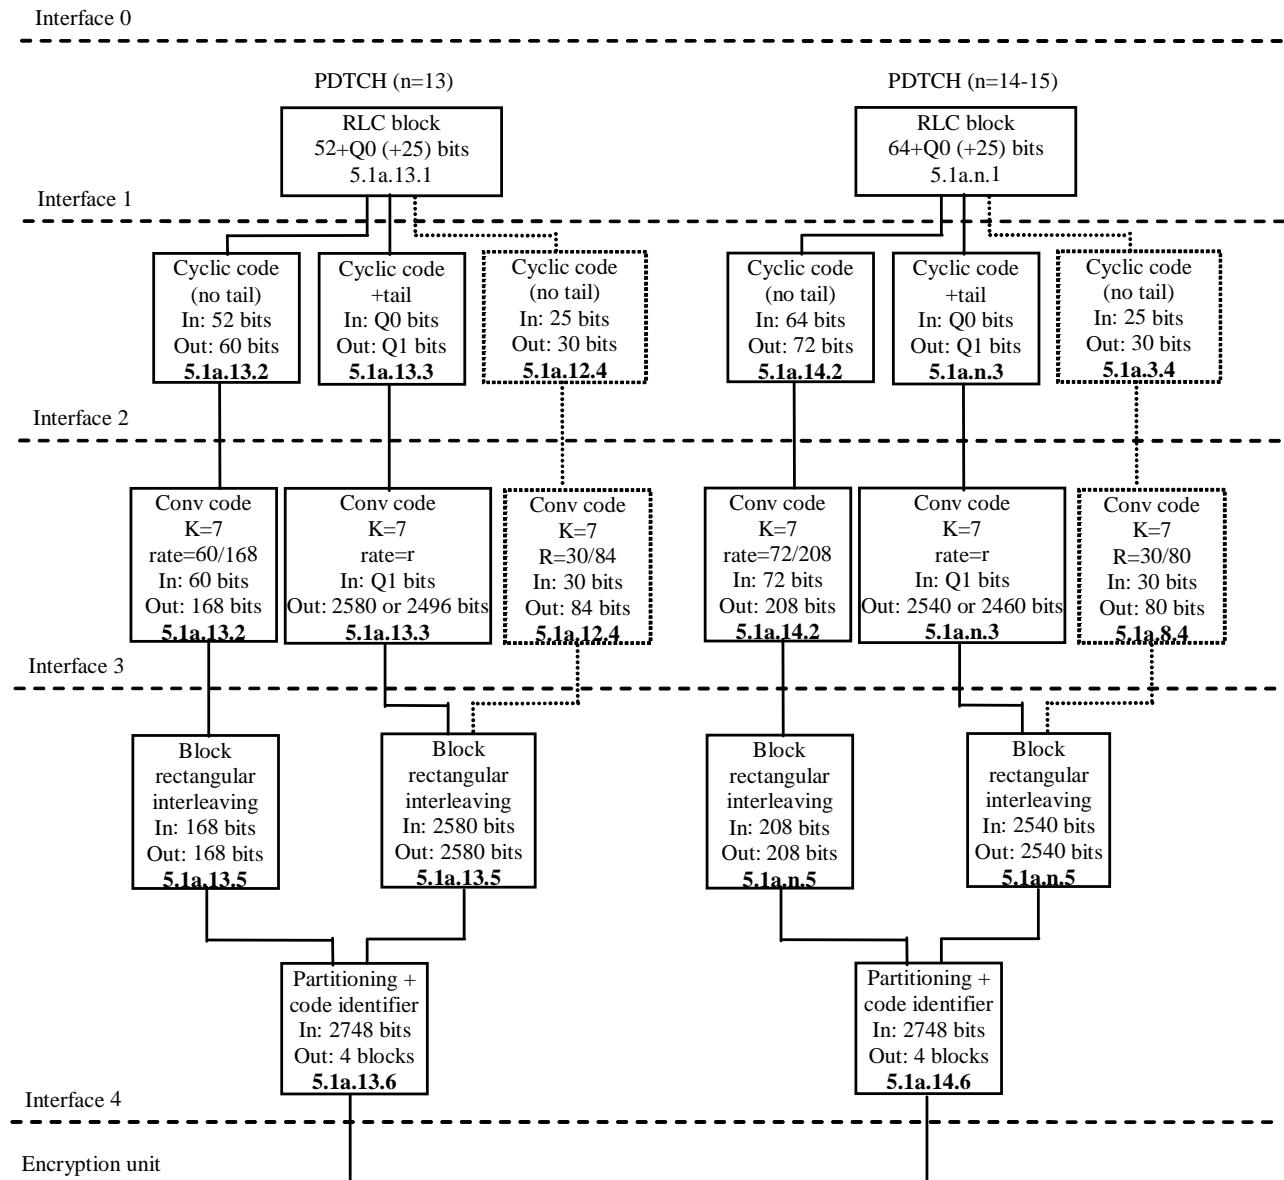 Interface 0
PDTCH (n=13)
PDTCH (n=14-15)
RLC block
52+Q0 (+25) bits
5.1a.13.1
RLC block
64+Q0 (+25) bits
5.1a.n.1
Interface 1
Cyclic code
(no tail)
In: 52 bits
Out: 60 bits
5.1a.13.2
Cyclic code
+tail
In: Q0 bits
Out: Q1 bits
5.1a.13.3
Cyclic code
(no tail)
In: 25 bits
Out: 30 bits
5.1a.12.4
Cyclic code
(no tail)
In: 64 bits
Out: 72 bits
5.1a.14.2
Cyclic code
+tail
In: Q0 bits
Out: Q1 bits
5.1a.n.3
Cyclic code
(no tail)
In: 25 bits
Out: 30 bits
5.1a.3.4
Interface 2
Conv code
K=7
rate=60/168
In: 60 bits
Out: 168 bits
5.1a.13.2
Conv code
K=7
rate=r
In: Q1 bits
Out: 2580 or 2496 bits
5.1a.13.3
Conv code
K=7
R=30/84
In: 30 bits
Out: 84 bits
5.1a.12.4
Conv code
K=7
rate=72/208
In: 72 bits
Out: 208 bits
5.1a.14.2
Conv code
K=7
rate=r
In: Q1 bits
Out: 2540 or 2460 bits
5.1a.n.3
Conv code
K=7
R=30/80
In: 30 bits
Out: 80 bits
5.1a.8.4
Interface 3
Block
rectangular
interleaving
In: 168 bits
Out: 168 bits
5.1a.13.5
Block
rectangular
interleaving
In: 2580 bits
Out: 2580 bits
5.1a.13.5
Block
rectangular
interleaving
In: 208 bits
Out: 208 bits
5.1a.n.5
Block
rectangular
interleaving
In: 2540 bits
Out: 2540 bits
5.1a.n.5
Partitioning +
code identifier
In: 2748 bits
Out: 4 blocks
5.1a.13.6
Partitioning +
code identifier
In: 2748 bits
Out: 4 blocks
5.1a.14.6
Interface 4
Encryption unit